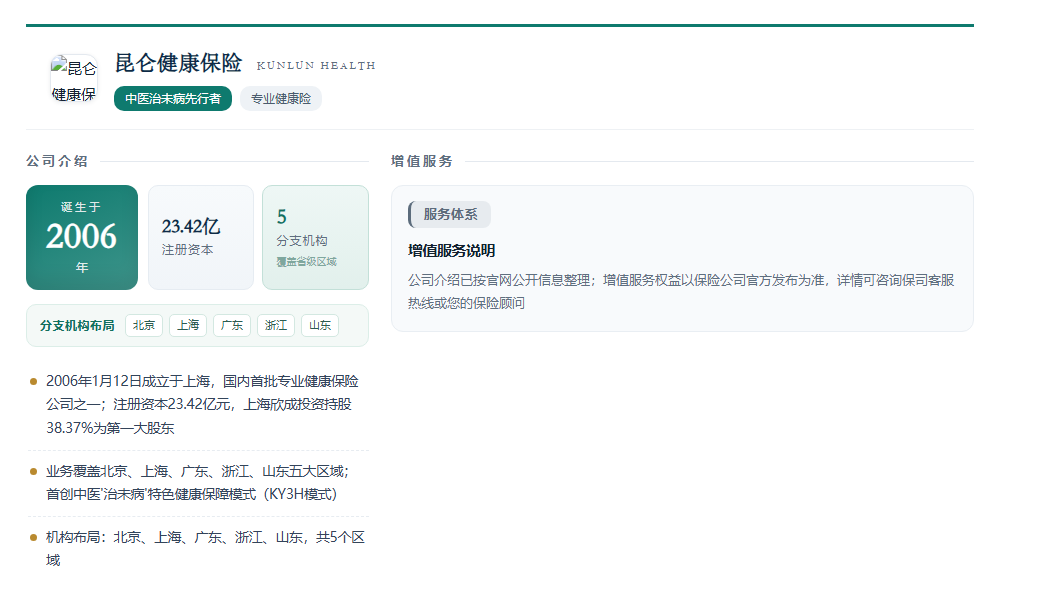 昆仑
健康保
昆仑健康保险 KUNLUN HEALTH
中医治未病先行者 专业健康险
公司介绍
诞生于
2006
年
23.42亿
注册资本
5
分支机构
覆盖省级区域
分支机构布局 北京 上海 广东 浙江 山东
2006年1月12日成立于上海，国内首批专业健康保险
公司之一；注册资本23.42亿元，上海欣成投资持股
38.37%为第一大股东
业务覆盖北京、上海、广东、浙江、山东五大区域；
首创中医'治未病'特色健康保障模式（KY3H模式）
机构布局：北京、上海、广东、浙江、山东，共5个区
域
增值服务
服务体系
增值服务说明
公司介绍已按官网公开信息整理；增值服务权益以保险公司官方发布为准，详情可咨询保司客服
热线或您的保险顾问